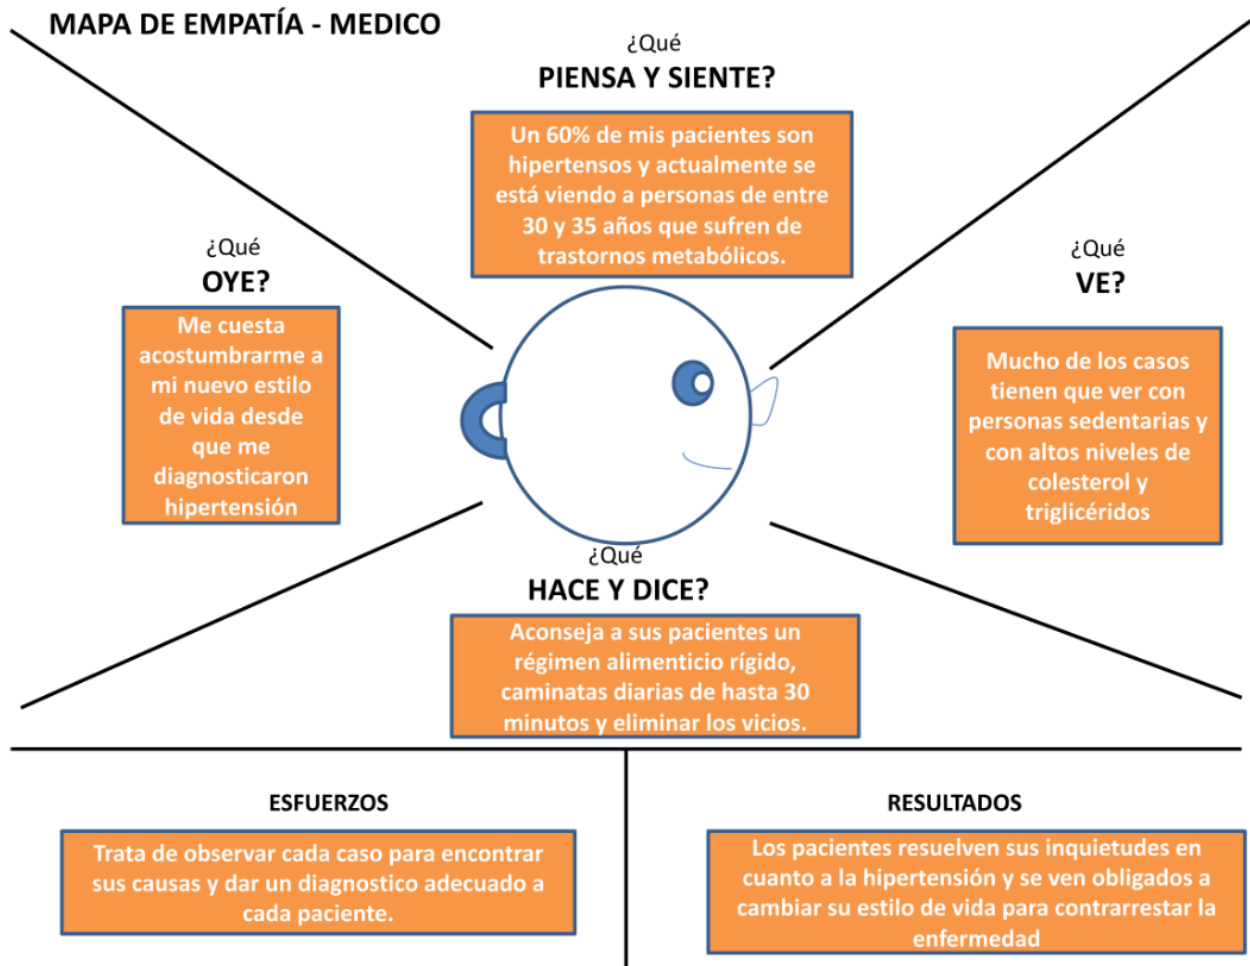 MAPA DE EMPATÍA - MEDICO
¿Qué
PIENSA Y SIENTE?
Un 60% de mis pacientes son
hipertensos y actualmente se
está viendo a personas de entre
30 y 35 años que sufren de
trastornos metabólicos.
¿Qué
OYE?
Me cuesta
acostumbrarme a
mi nuevo estilo
de vida desde
que me
diagnosticaron
hipertensión
¿Qué
VE?
Mucho de los casos
tienen que ver con
personas sedentarias y
con altos niveles de
colesterol y
triglicéridos
¿Qué
HACE Y DICE?
Aconseja a sus pacientes un
régimen alimenticio rígido,
caminatas diarias de hasta 30
minutos y eliminar los vicios.
ESFUERZOS
Trata de observar cada caso para encontrar
sus causas y dar un diagnostico adecuado a
cada paciente.
RESULTADOS
Los pacientes resuelven sus inquietudes en
cuanto a la hipertensión y se ven obligados a
cambiar su estilo de vida para contrarrestar la
enfermedad